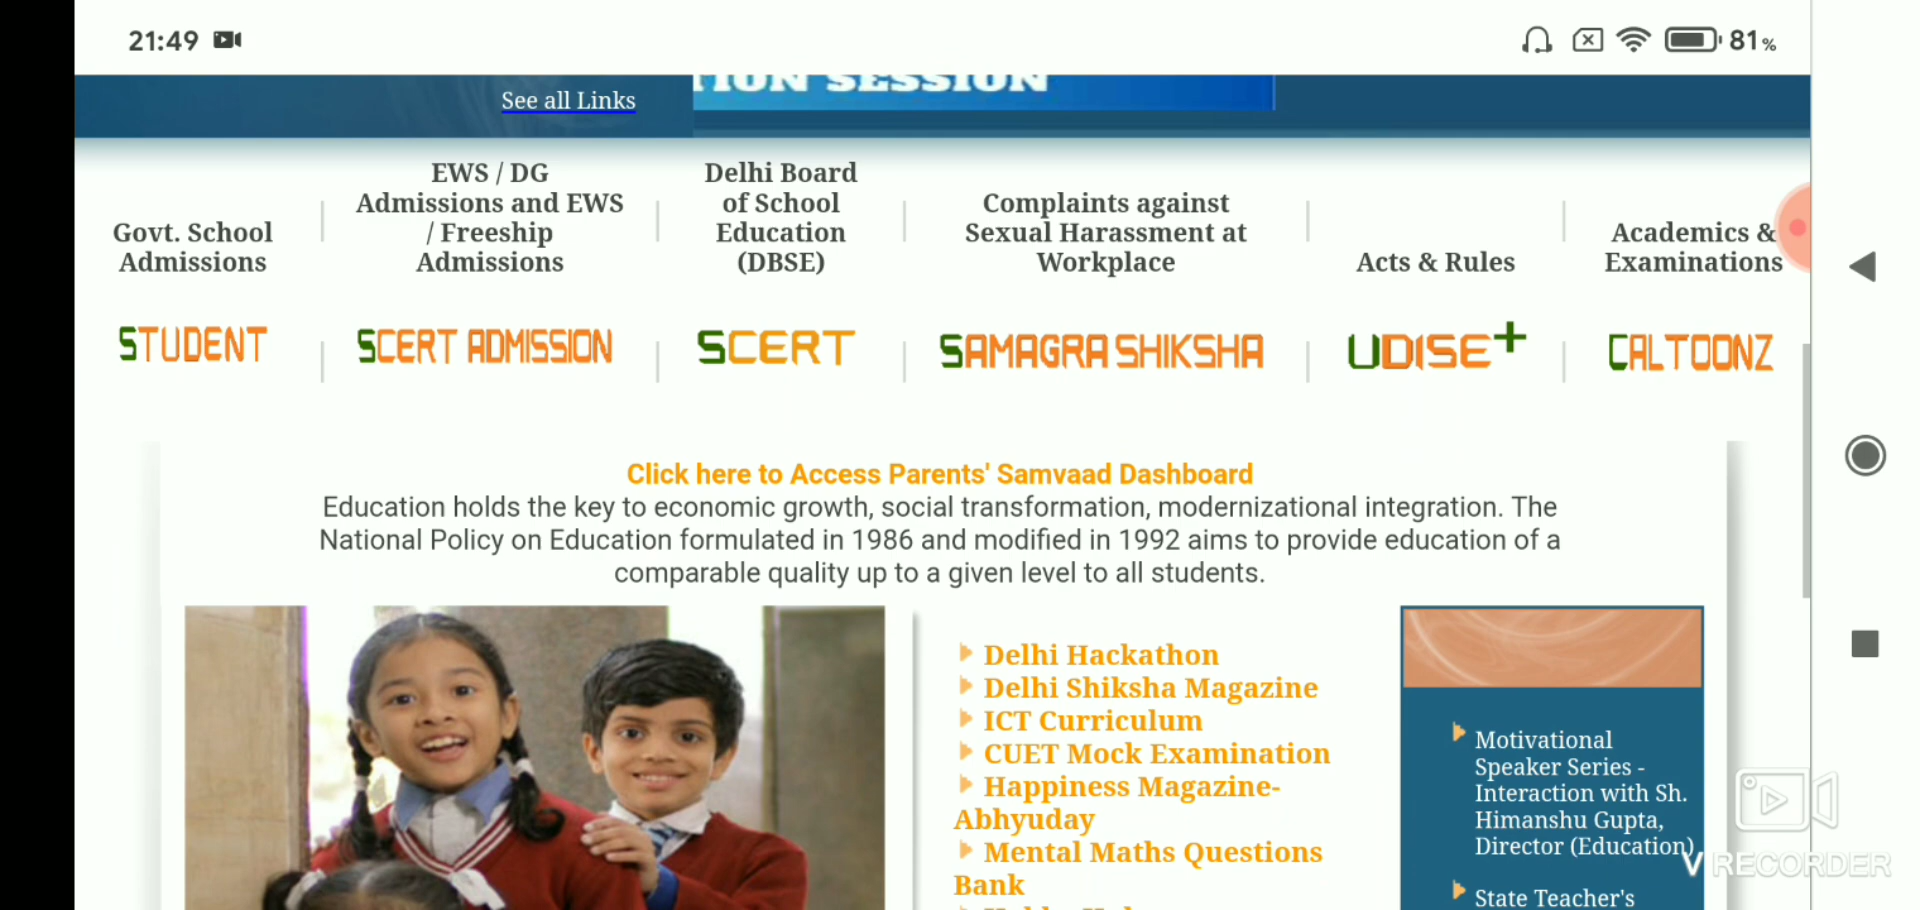 21:49
81%
TION SESSION
See all Links
Govt. School
Admissions
EWS / DG
Admissions and EWS
/ Freeship
Admissions
Delhi Board
of School
Education
(DBSE)
Complaints against
Sexual Harassment at
Workplace
Acts & Rules
Academics &
Examinations
STUDENT
SCERT ADMISSION
SCERT
SAMAGRA SHIKSHA
UDISE+
CALTOONZ
Click here to Access Parents' Samvaad Dashboard
Education holds the key to economic growth, social transformation, modernizational integration. The
National Policy on Education formulated in 1986 and modified in 1992 aims to provide education of a
comparable quality up to a given level to all students.
Delhi Hackathon
Delhi Shiksha Magazine
ICT Curriculum
CUET Mock Examination
Happiness Magazine-
Abhyuday
Mental Maths Questions
Bank
Motivational
Speaker Series -
Interaction with Sh.
Himanshu Gupta,
Director (Education)
State Teacher's
V RECORDER